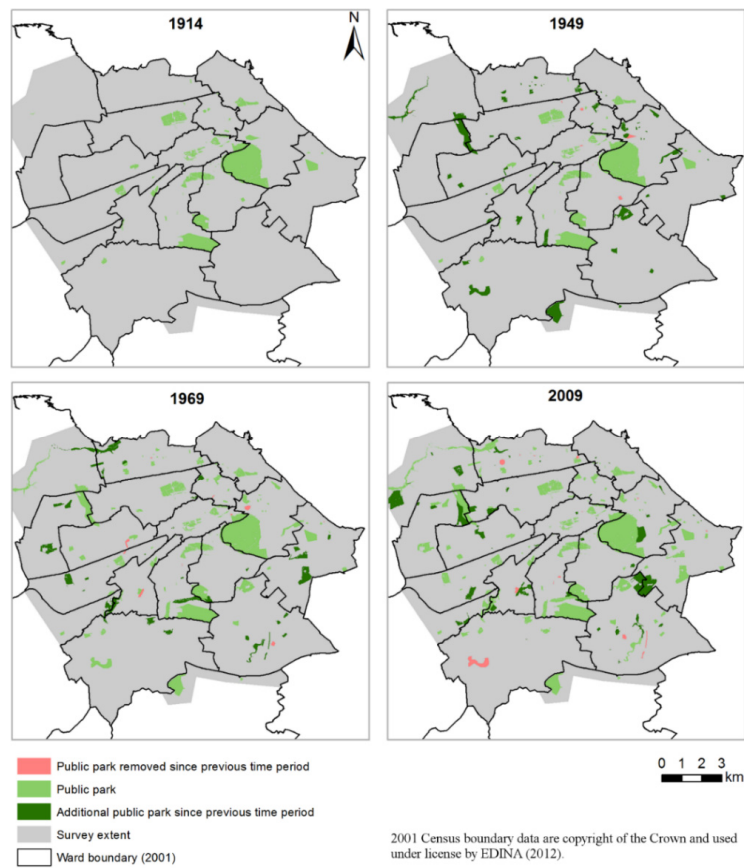 1914
N
1949
1969
2009
Public park removed since previous time period
Public park
Additional public park since previous time period
Survey extent
Ward boundary (2001)
0 1 2 3
km
2001 Census boundary data are copyright of the Crown and used
under license by EDINA (2012).